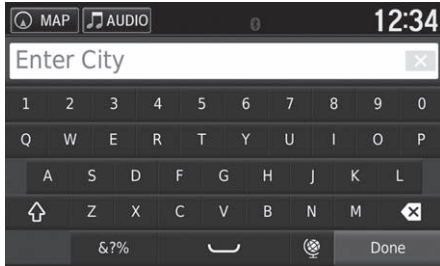 MAP AUDIO 12:34
Enter City
1 2 3 4 5 6 7 8 9 0
Q W E R T Y U I O P
A S D F G H J K L
Z X C V B N M
&?% Done